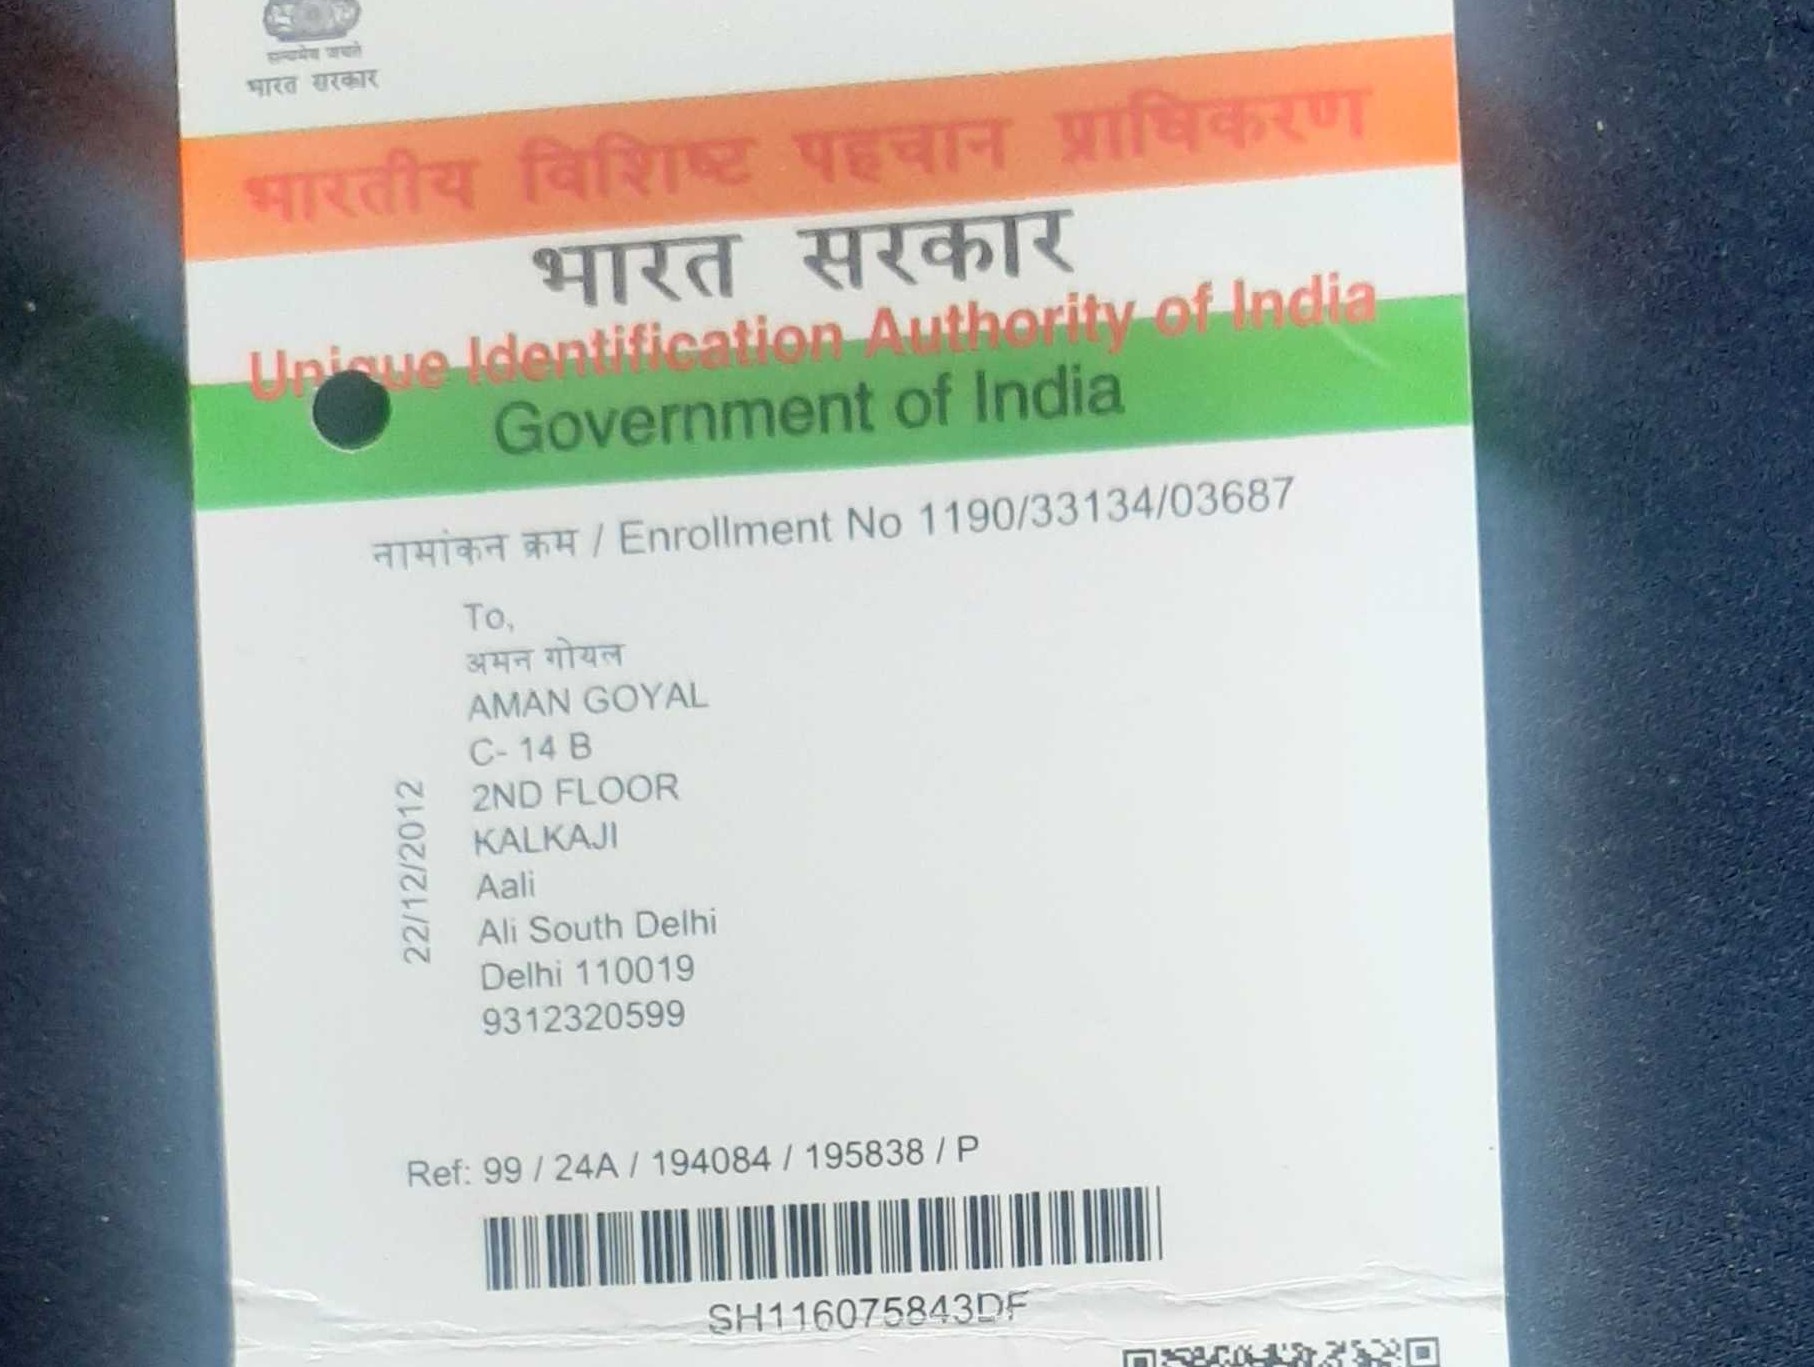 सत्यमेव जयते
भारत सरकार
भारतीय विशिष्ट पहचान प्राधिकरण
भारत सरकार
Unique Identification Authority of India
Government of India
नामांकन क्रम / Enrollment No 1190/33134/03687
To,
अमन गोयल
AMAN GOYAL
C- 14 B
2ND FLOOR
KALKAJI
Aali
Ali South Delhi
Delhi 110019
9312320599
22/12/2012
Ref: 99 / 24A / 194084 / 195838 / P
SH116075843DF